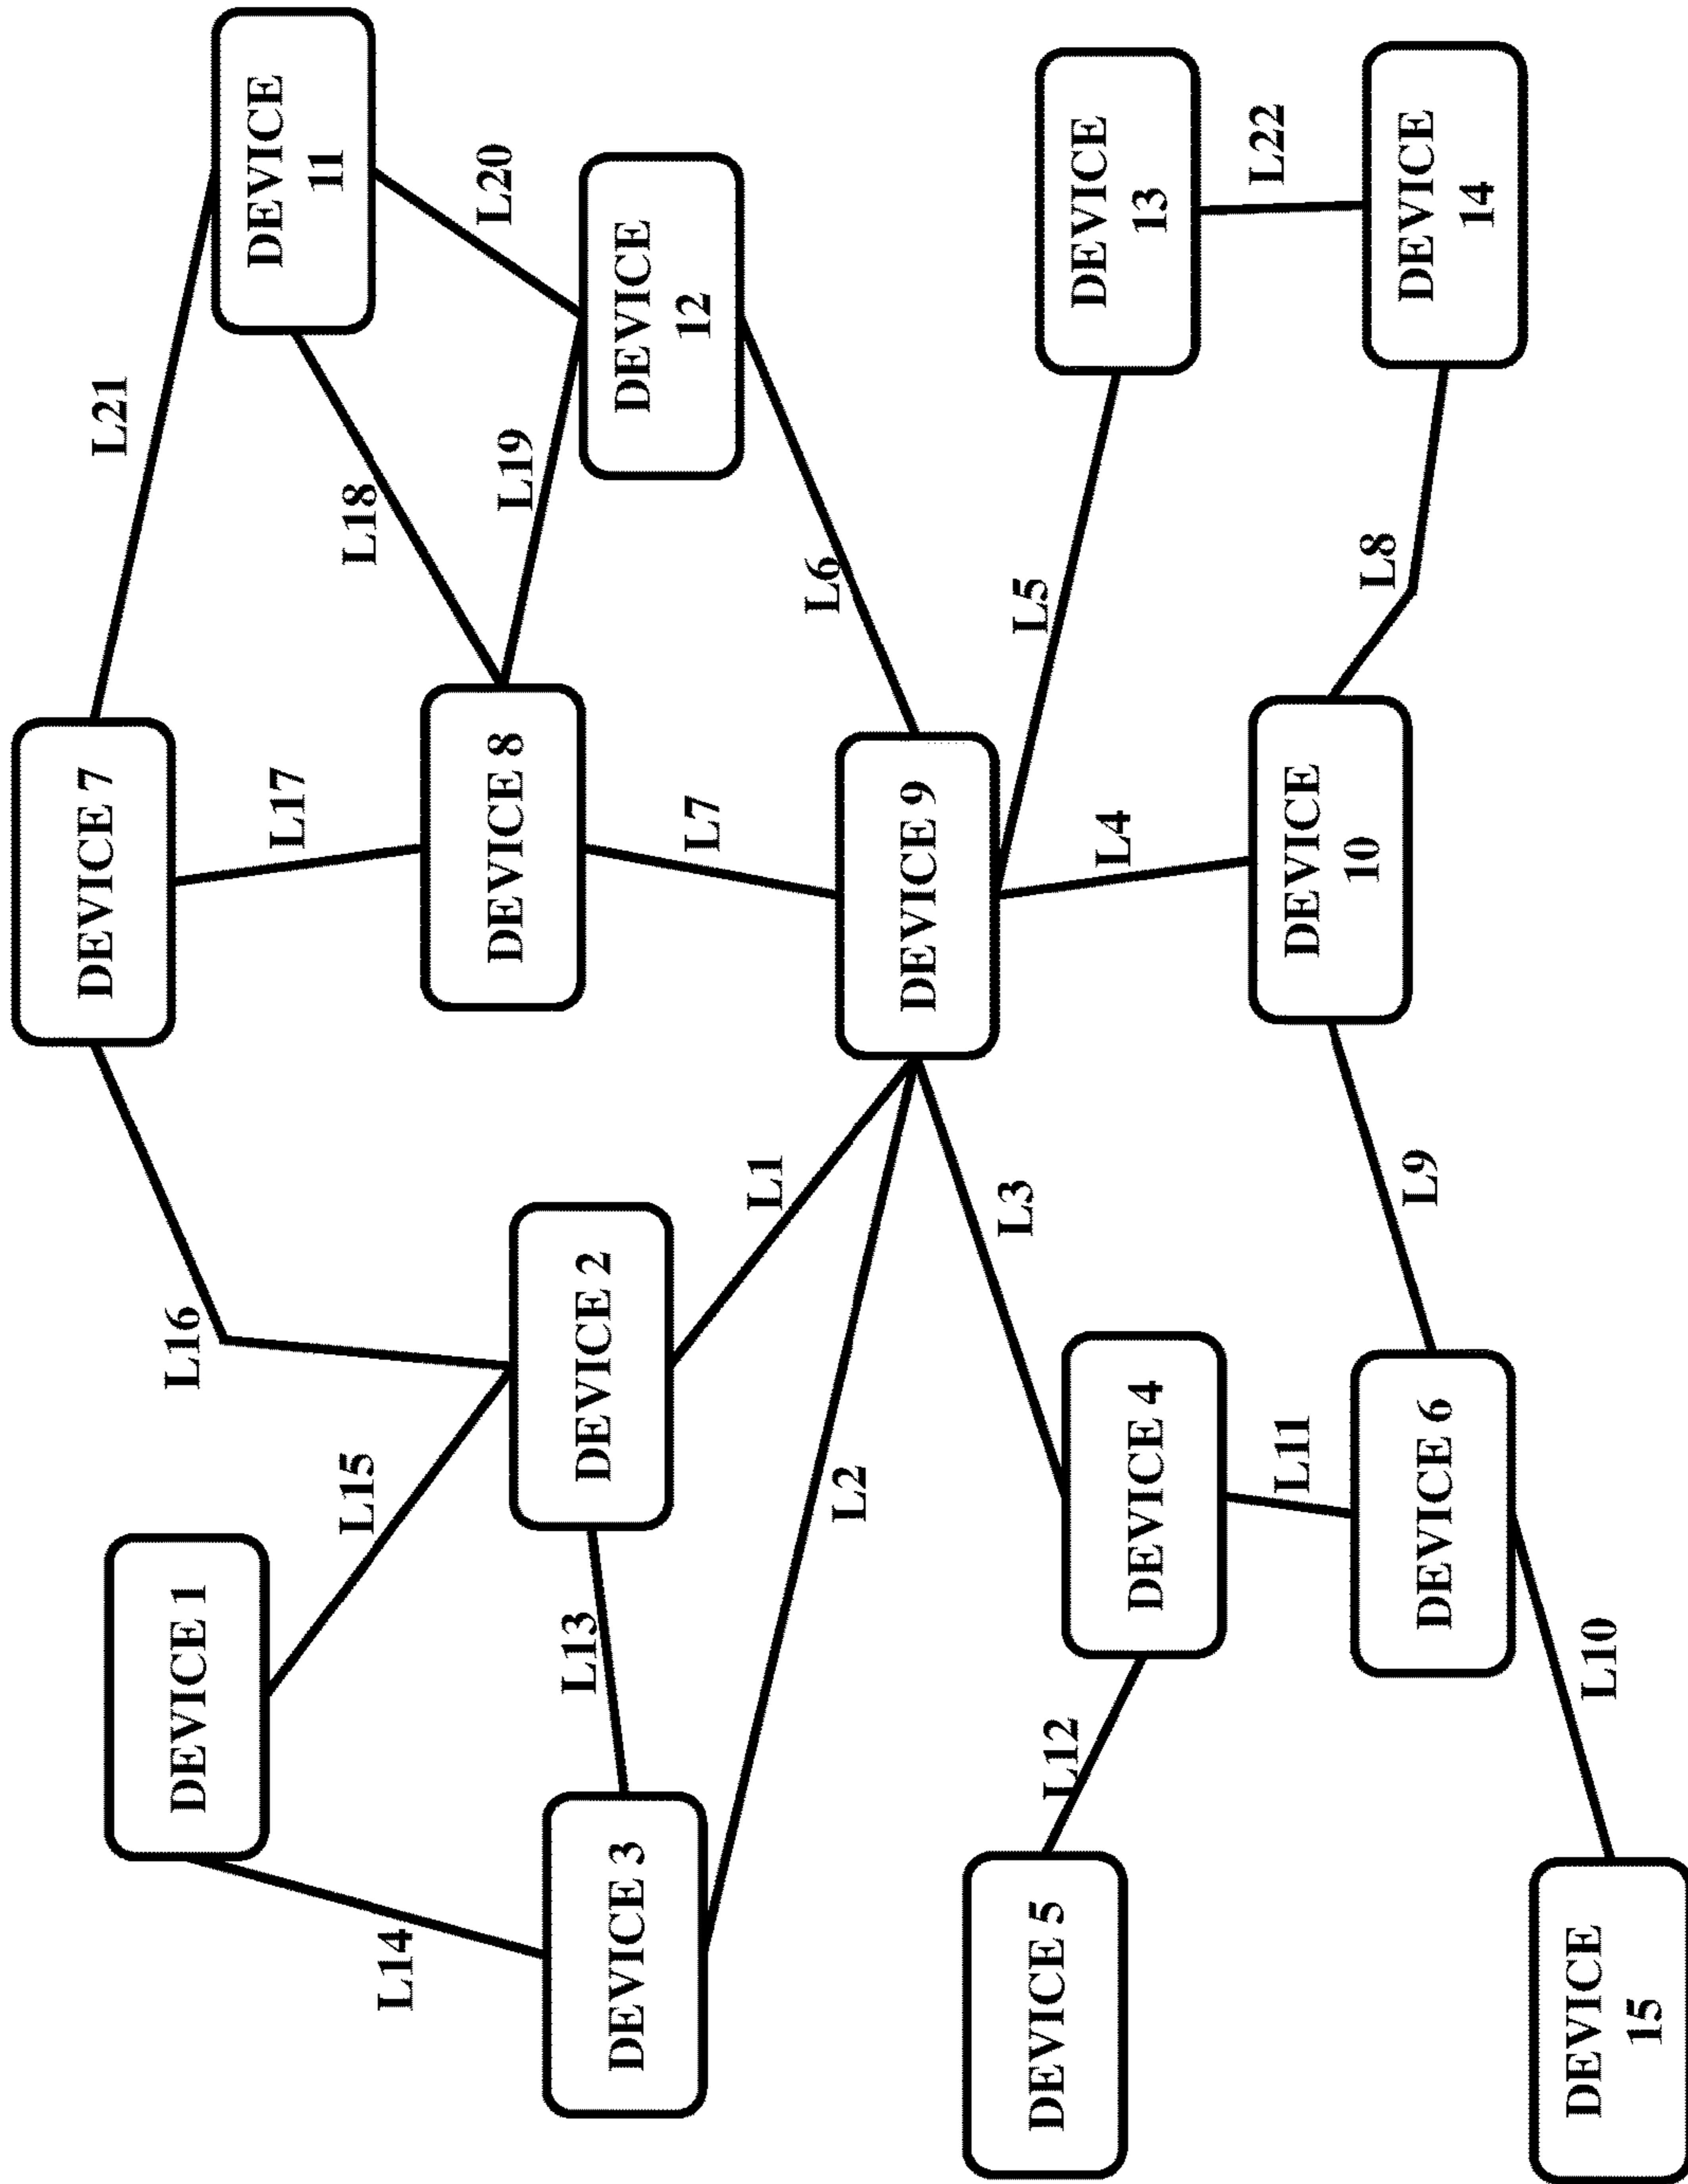 DEVICE 7
L21
L16
DEVICE 1
DEVICE
11
L17
L15
L18
L14
DEVICE 8
L20
L19
L13
DEVICE 2
DEVICE 3
DEVICE
12
L7
L1
L6
L2
DEVICE 9
L3
L5
DEVICE 5
L12
DEVICE
13
L4
DEVICE 4
L22
L11
DEVICE
10
L8
DEVICE 6
L9
DEVICE
14
DEVICE
15
L10